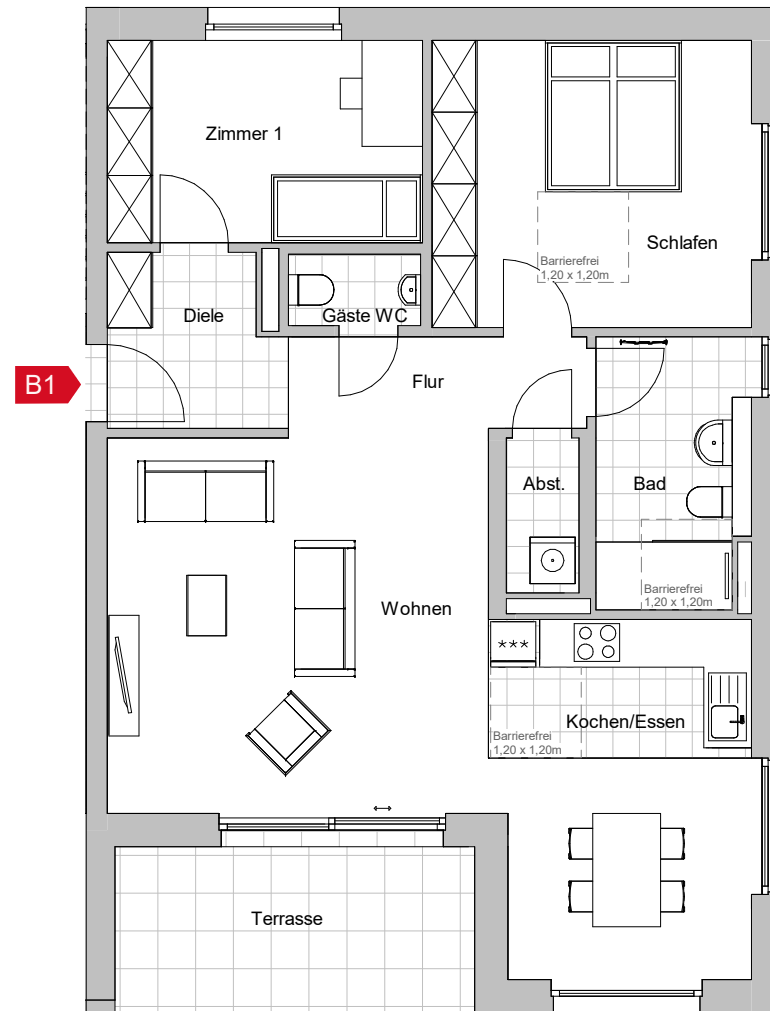 Zimmer 1
Schlafen
Barrierefrei
1,20 x 1,20m
Diele
Gäste WC
B1
Flur
Abst.
Bad
Barrierefrei
1,20 x 1,20m
Wohnen
***
Kochen/Essen
Barrierefrei
1,20 x 1,20m
Terrasse